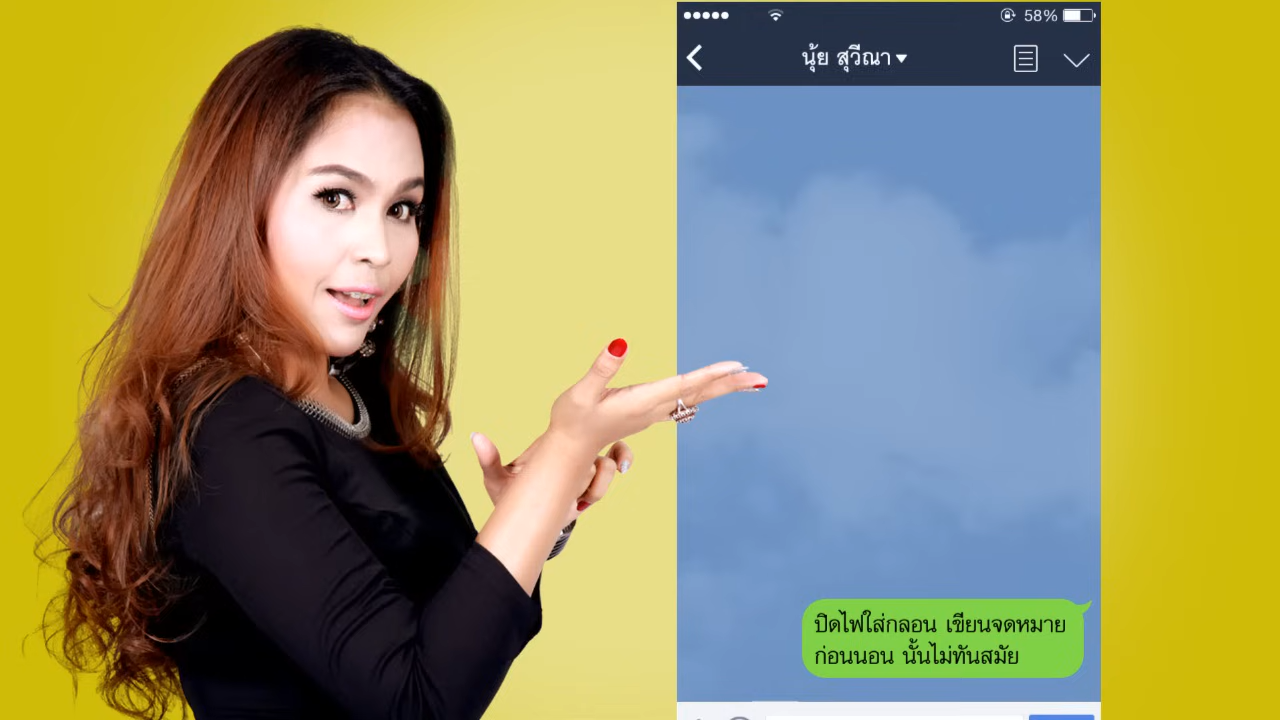 58%
นุ้ย สุวีณา
ปิดไฟใส่กลอน เขียนจดหมาย
ก่อนนอน นั้นไม่ทันสมัย